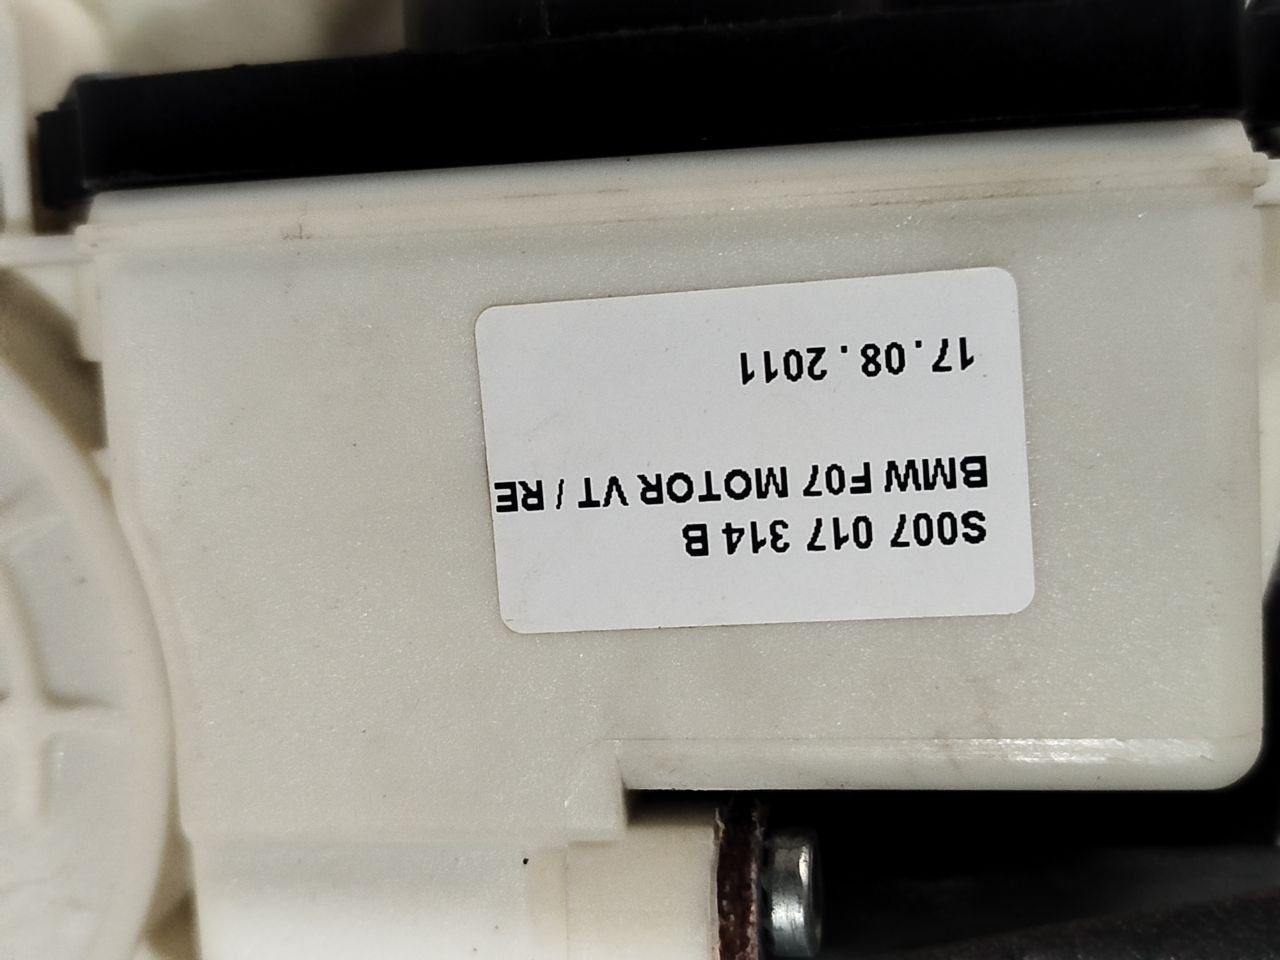 S007 017 314 B
BMW F07 MOTOR VT / RE
17.08.2011